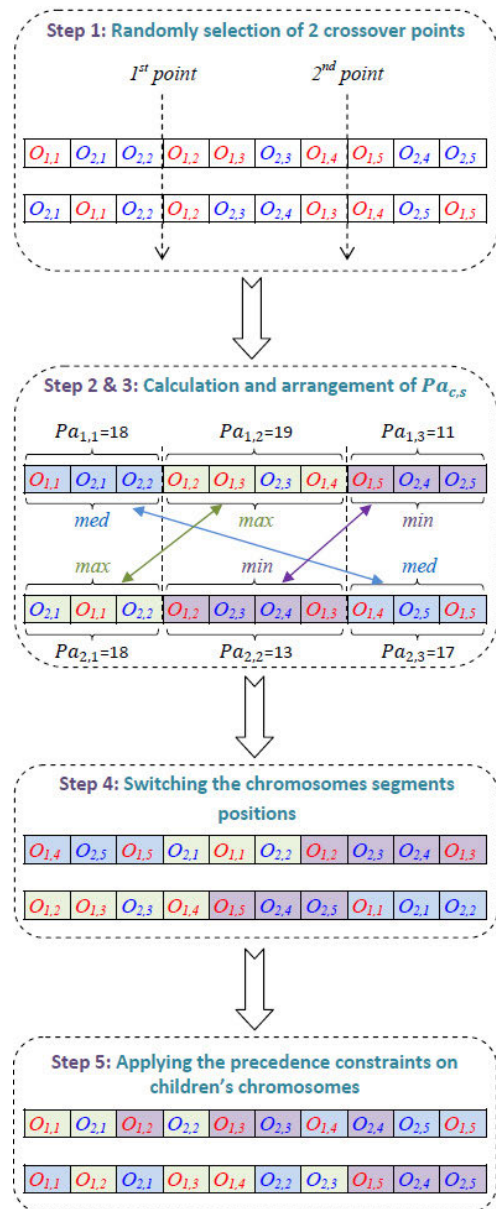 Step 1: Randomly selection of 2 crossover points
1st point 2nd point
O1,1 O2,1 O2,2 O1,2 O1,3 O2,3 O1,4 O1,5 O2,4 O2,5
O2,1 O1,1 O2,2 O1,2 O2,3 O2,4 O1,3 O1,4 O2,5 O1,5
Step 2 & 3: Calculation and arrangement of Pac,s
Pa1,1=18 Pa1,2=19 Pa1,3=11
O1,1 O2,1 O2,2 O1,2 O1,3 O2,3 O1,4 O1,5 O2,4 O2,5
med max min
max min med
O2,1 O1,1 O2,2 O1,2 O2,3 O2,4 O1,3 O1,4 O2,5 O1,5
Pa2,1=18 Pa2,2=13 Pa2,3=17
Step 4: Switching the chromosomes segments
positions
O1,4 O2,5 O1,5 O2,1 O1,1 O2,2 O1,2 O2,3 O2,4 O1,3
O1,2 O1,3 O2,3 O1,4 O1,5 O2,4 O2,5 O1,1 O2,1 O2,2
Step 5: Applying the precedence constraints on
children's chromosomes
O1,1 O2,1 O1,2 O2,2 O1,3 O2,3 O1,4 O2,4 O2,5 O1,5
O1,1 O1,2 O2,1 O1,3 O1,4 O2,2 O2,3 O1,5 O2,4 O2,5